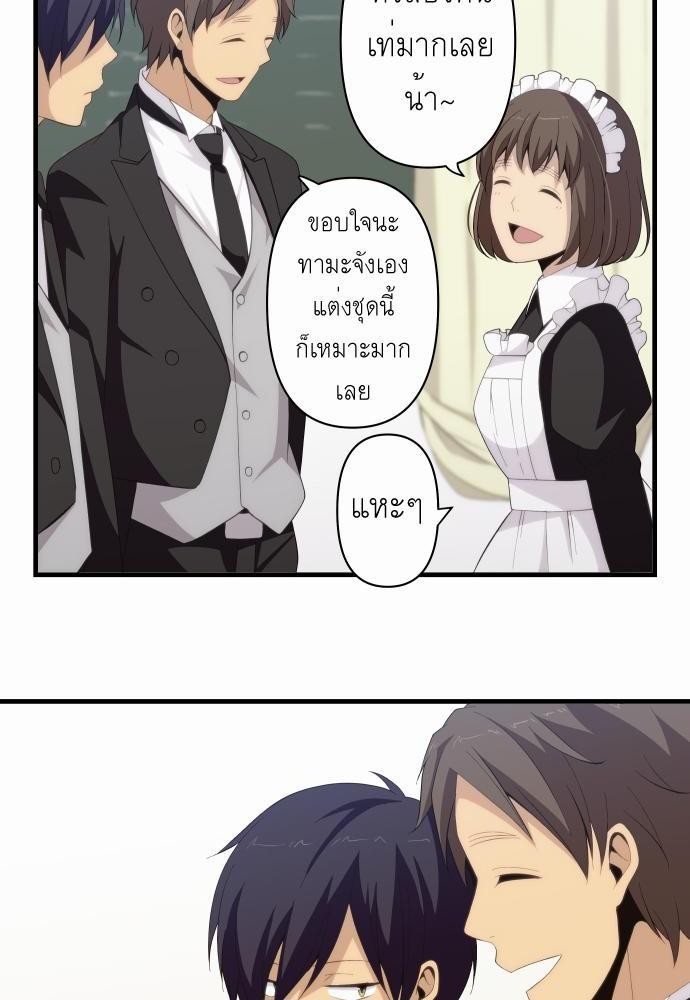 เท่มากเลย
น้า~
ขอบใจนะ
ทามะจังเอง
แต่งชุดนี้
ก็เหมาะมาก
เลย
แหะๆ